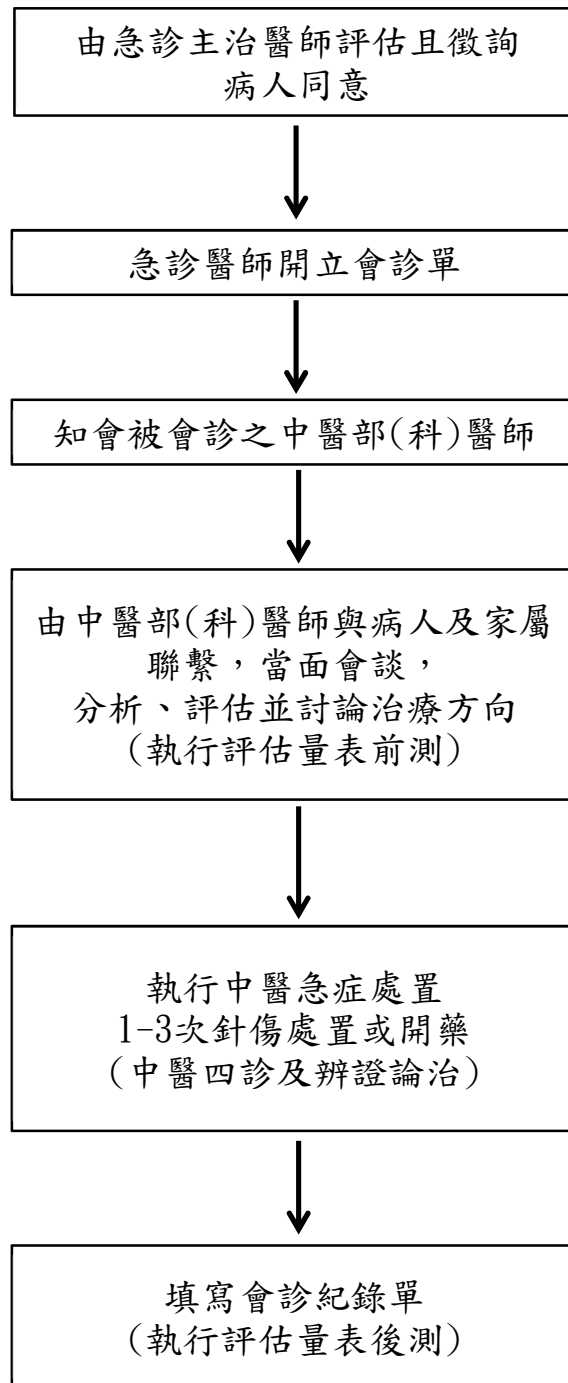 由急診主治醫師評估且徵詢
病人同意
急診醫師開立會診單
知會被會診之中醫部(科)醫師
由中醫部(科)醫師與病人及家屬
聯繫，當面會談，
分析、評估並討論治療方向
(執行評估量表前測)
執行中醫急症處置
1-3次針傷處置或開藥
(中醫四診及辨證論治)
填寫會診紀錄單
(執行評估量表後測)